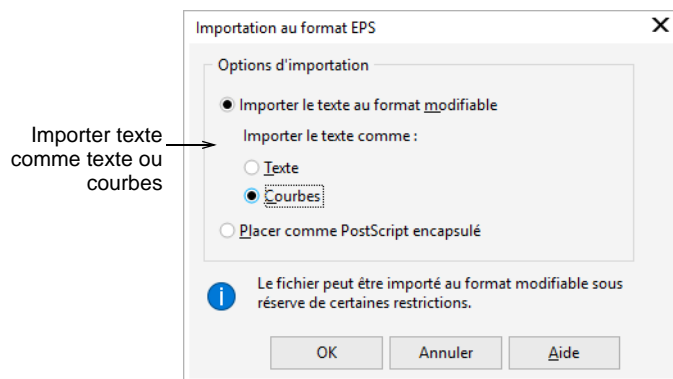 Importation au format EPS
Options d'importation
Importer le texte au format modifiable
Importer texte
comme texte ou
courbes
Importer le texte comme :
Texte
Courbes
Placer comme PostScript encapsulé
Le fichier peut être importé au format modifiable sous
réserve de certaines restrictions.
OK
Annuler
Aide